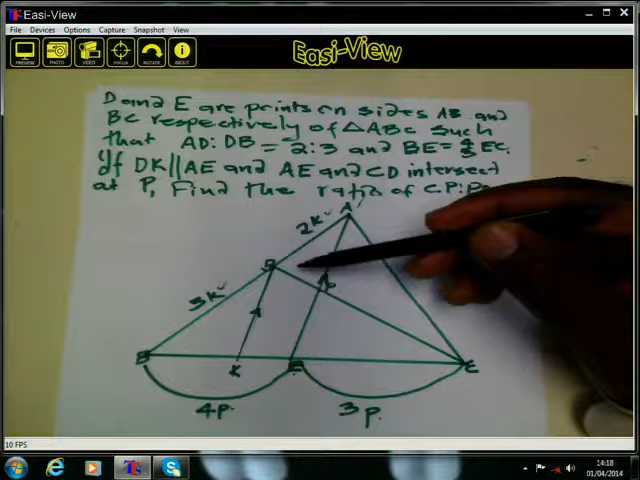 Easi-View
File Devices Options Capture Snapshot View
Easi-View
PREVIEW PHOTO VIDEO FOCUS ROTATE ABOUT
D and E are points on sides AB and
BC respectively of △ABC such
that AD:DB = 2:3 and BE = 4/3 EC.
If DK||AE and AE and CD intersect
at P, Find the ratio of CP:P
A
2K
D
3K
P
B
K
E
C
4p
3p.
10 FPS
14:18
01/04/2014